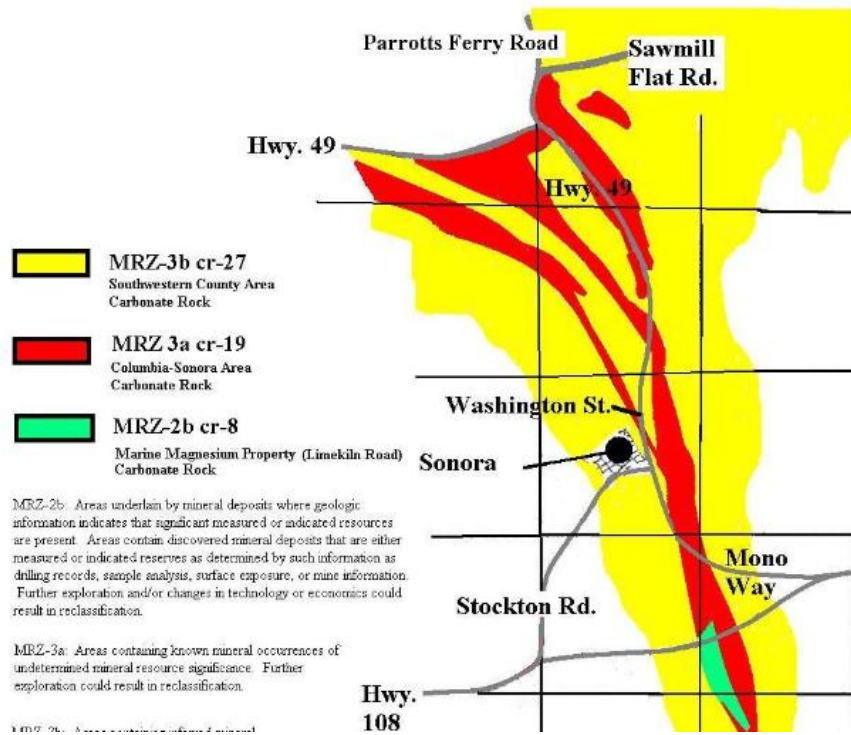 Parrotts Ferry Road
Sawmill
Flat Rd.
Hwy. 49
Hwy. 49
MRZ-3b cr-27
Southwestern County Area
Carbonate Rock
MRZ 3a cr-19
Columbia-Sonora Area
Carbonate Rock
MRZ-2b cr-8
Marine Magnesium Property (Limekiln Road)
Carbonate Rock
Washington St.
Sonora
Mono
Way
Stockton Rd.
Hwy.
108
MRZ-2b: Areas underlain by mineral deposits where geologic
information indicates that significant measured or indicated resources
are present. Areas contain discovered mineral deposits that are either
measured or indicated reserves as determined by such information as
drilling records, sample analysis, surface exposure, or mine information.
Further exploration and/or changes in technology or economics could
result in reclassification.
MRZ-3a: Areas containing known mineral occurrences of
undetermined mineral resource significance. Further
exploration could result in reclassification.
MRZ-3b: Areas containing inferred mineral